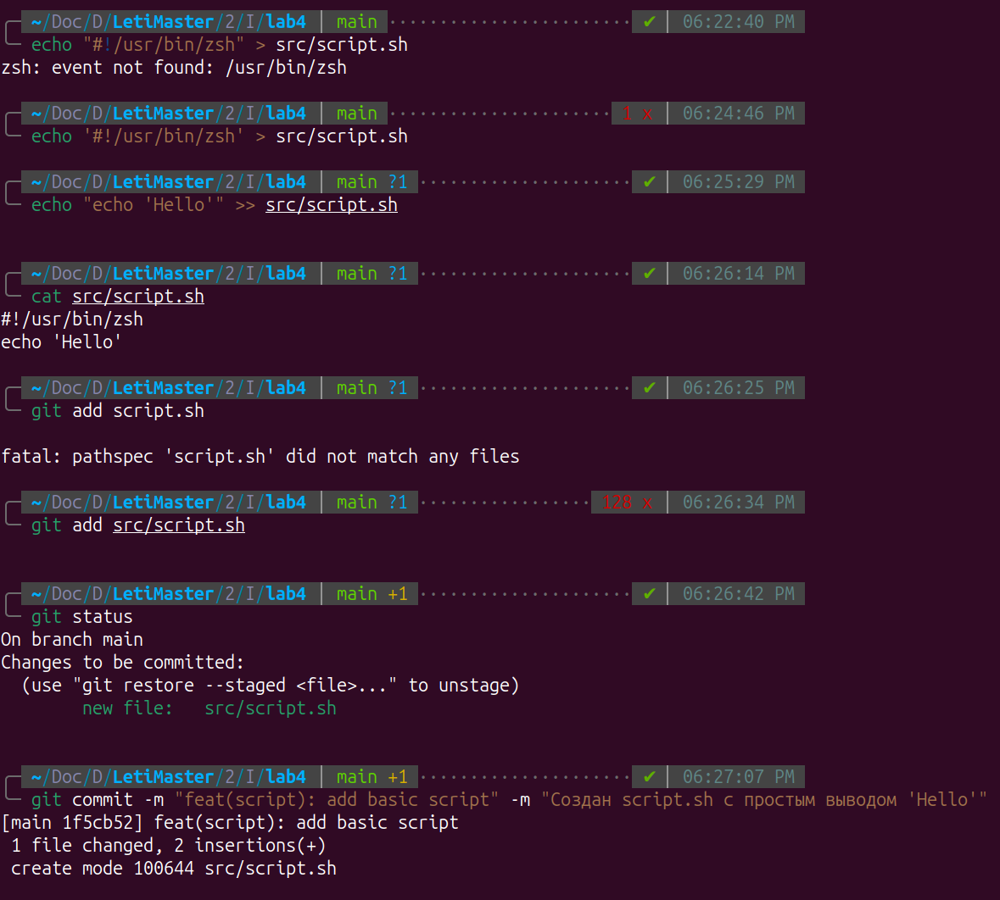 ~/Doc/D/LetiMaster/2/I/lab4 | main ✔ | 06:22:40 PM
echo "#!/usr/bin/zsh" > src/script.sh
zsh: event not found: /usr/bin/zsh
~/Doc/D/LetiMaster/2/I/lab4 | main 1 x | 06:24:46 PM
echo '#!/usr/bin/zsh' > src/script.sh
~/Doc/D/LetiMaster/2/I/lab4 | main ?1 ✔ | 06:25:29 PM
echo "echo 'Hello'" >> src/script.sh
~/Doc/D/LetiMaster/2/I/lab4 | main ?1 ✔ | 06:26:14 PM
cat src/script.sh
#!/usr/bin/zsh
echo 'Hello'
~/Doc/D/LetiMaster/2/I/lab4 | main ?1 ✔ | 06:26:25 PM
git add script.sh
fatal: pathspec 'script.sh' did not match any files
~/Doc/D/LetiMaster/2/I/lab4 | main ?1 128 x | 06:26:34 PM
git add src/script.sh
~/Doc/D/LetiMaster/2/I/lab4 | main +1 ✔ | 06:26:42 PM
git status
On branch main
Changes to be committed:
  (use "git restore --staged <file>..." to unstage)
        new file:   src/script.sh
~/Doc/D/LetiMaster/2/I/lab4 | main +1 ✔ | 06:27:07 PM
git commit -m "feat(script): add basic script" -m "Создан script.sh с простым выводом 'Hello'"
[main 1f5cb52] feat(script): add basic script
 1 file changed, 2 insertions(+)
 create mode 100644 src/script.sh